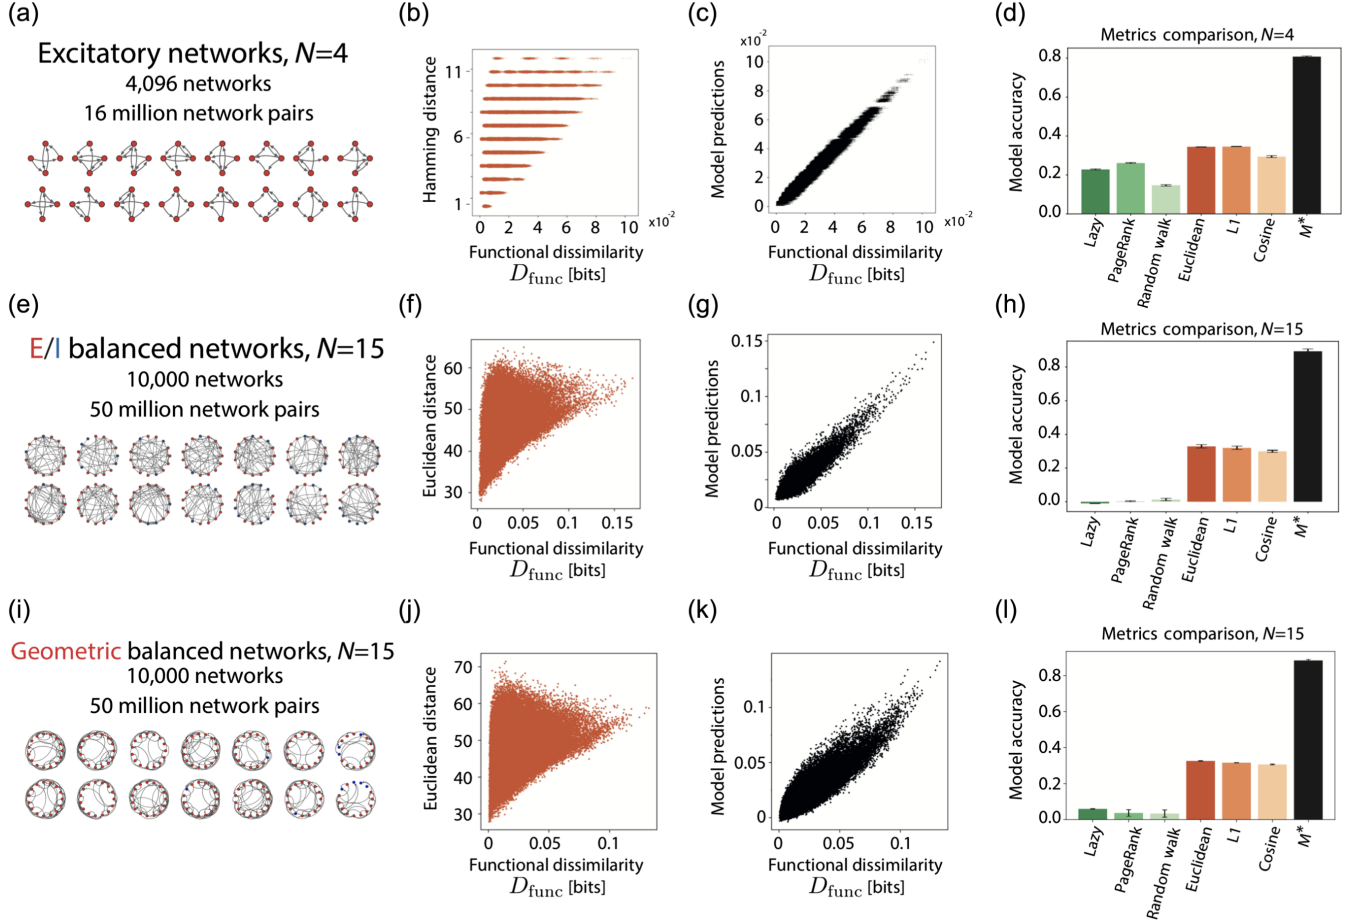 (a)
Excitatory networks, N=4
4,096 networks
16 million network pairs
(b)
Hamming distance
11
6
1
0 2 4 6 8 10 x10⁻²
Functional dissimilarity
D_func [bits]
(c)
x10⁻²
Model predictions
10
8
6
4
2
0
0 2 4 6 8 10 x10⁻²
Functional dissimilarity
D_func [bits]
(d)
Metrics comparison, N=4
Model accuracy
0.8
0.6
0.4
0.2
0.0
Lazy
PageRank
Random walk
Euclidean
L1
Cosine
M*
(e)
E/I balanced networks, N=15
10,000 networks
50 million network pairs
(f)
Euclidean distance
60
50
40
30
0 0.05 0.1 0.15
Functional dissimilarity
D_func [bits]
(g)
Model predictions
0.15
0.1
0.05
0
0 0.05 0.1 0.15
Functional dissimilarity
D_func [bits]
(h)
Metrics comparison, N=15
Model accuracy
0.8
0.6
0.4
0.2
0.0
Lazy
PageRank
Random walk
Euclidean
L1
Cosine
M*
(i)
Geometric balanced networks, N=15
10,000 networks
50 million network pairs
(j)
Euclidean distance
70
60
50
40
30
0 0.05 0.1
Functional dissimilarity
D_func [bits]
(k)
Model predictions
0.1
0.05
0
0 0.05 0.1
Functional dissimilarity
D_func [bits]
(l)
Metrics comparison, N=15
Model accuracy
0.8
0.6
0.4
0.2
0.0
Lazy
PageRank
Random walk
Euclidean
L1
Cosine
M*